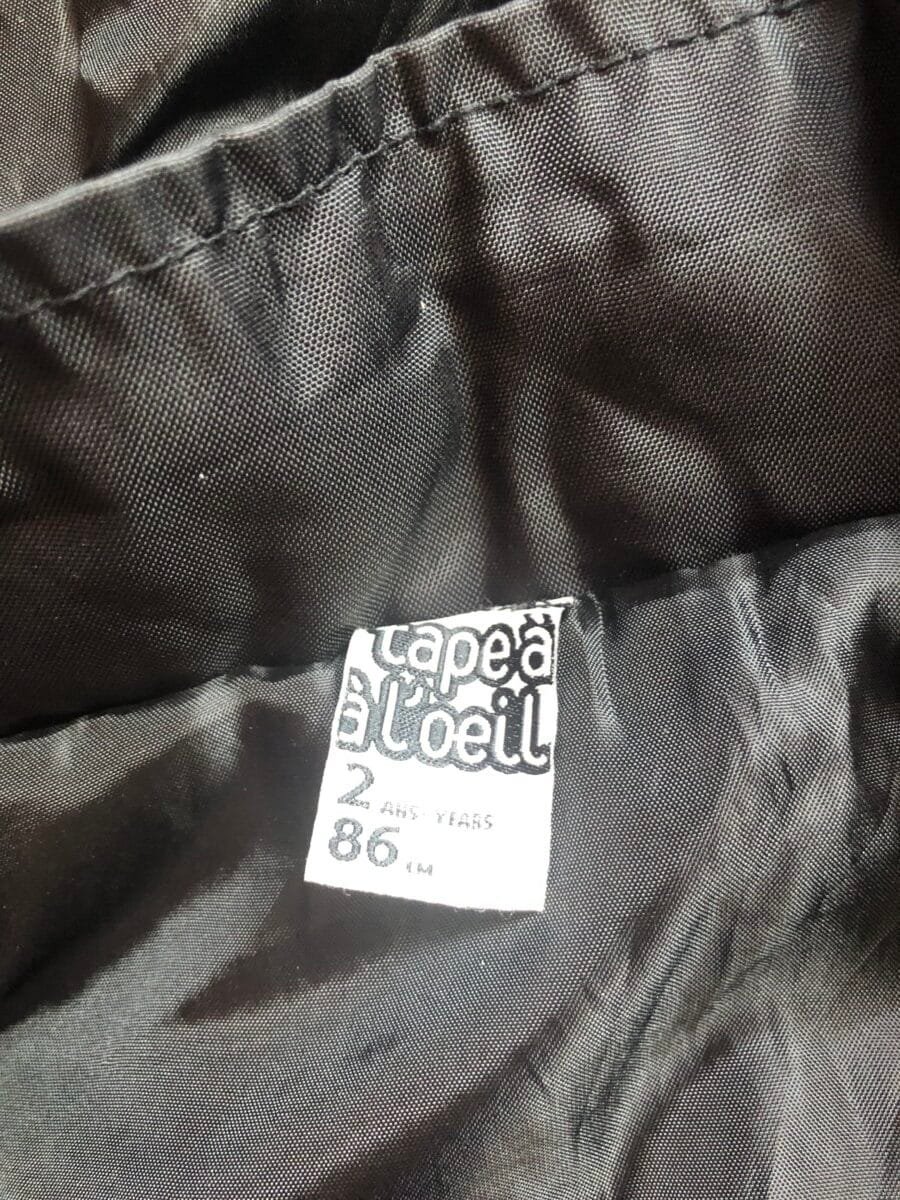 tape à
à l'oeil
2 ANS-YEARS
86 CM